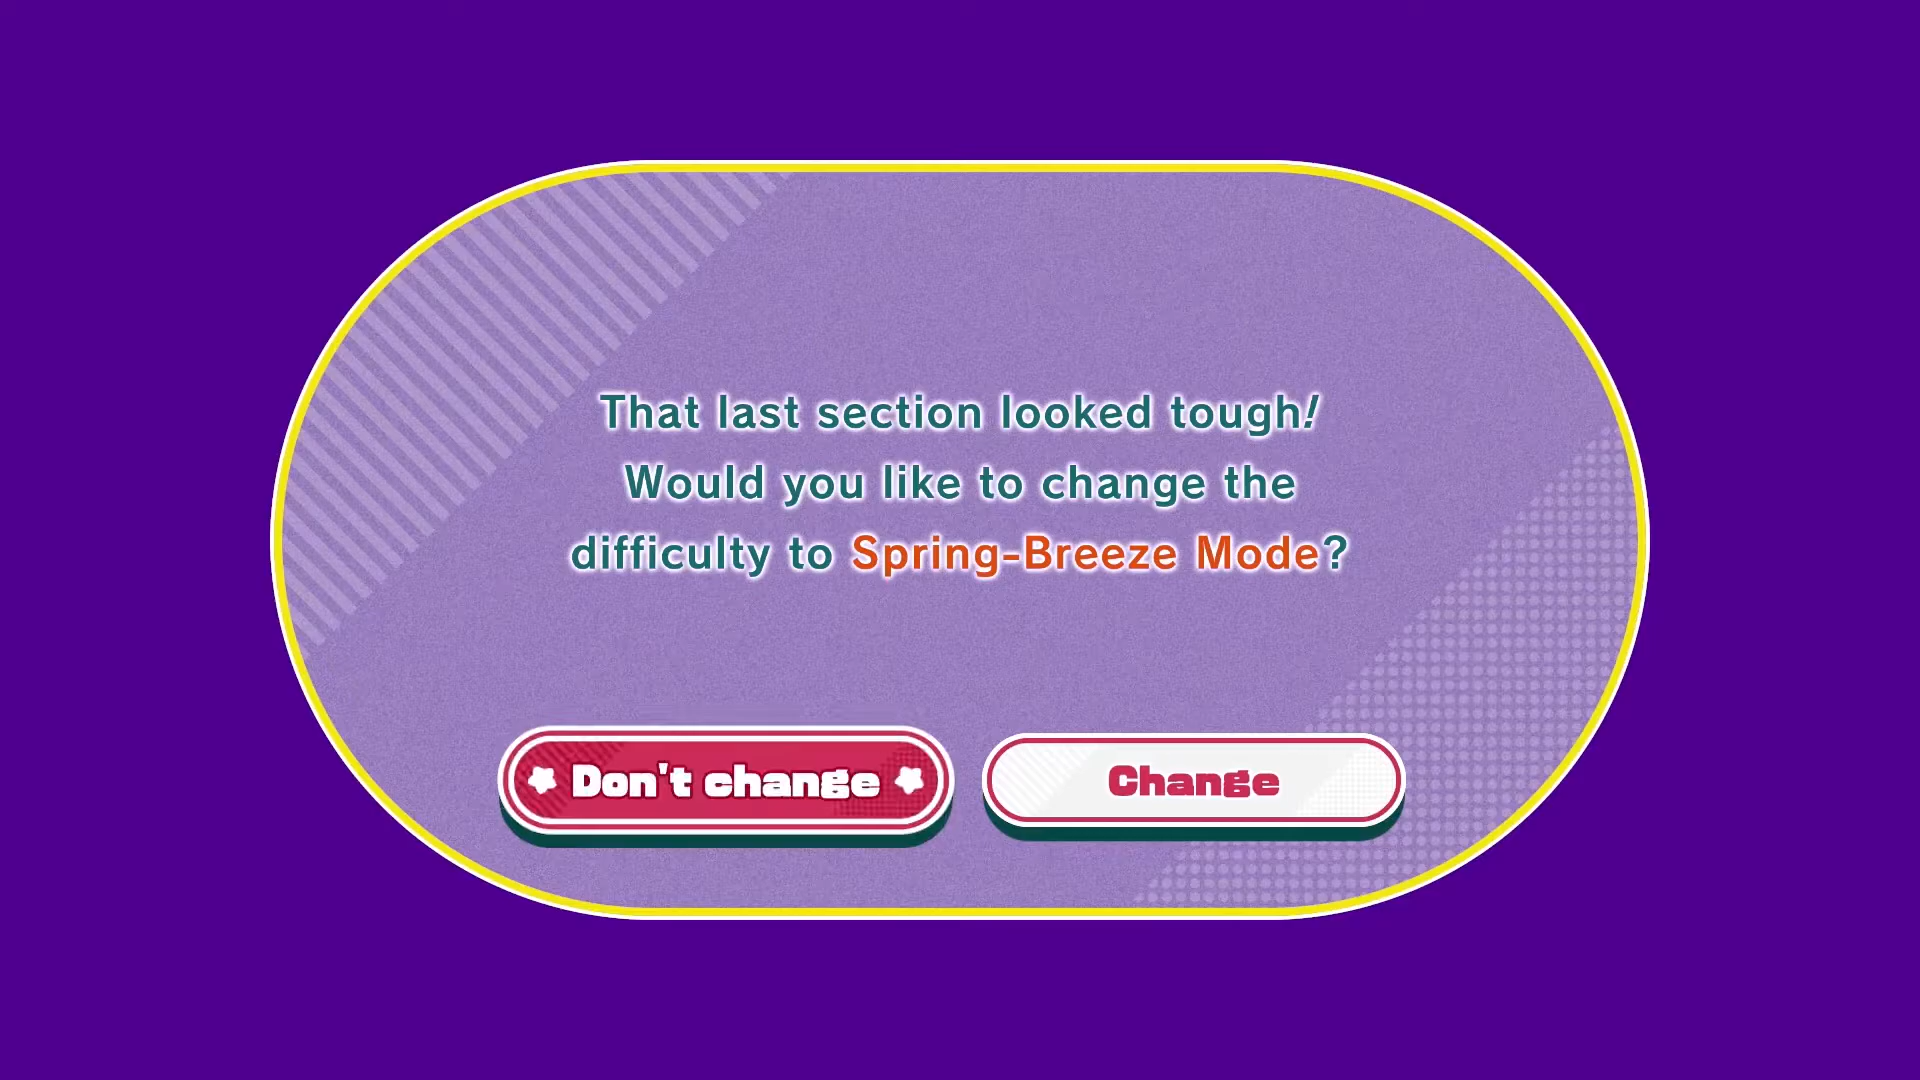 That last section looked tough!
Would you like to change the
difficulty to Spring-Breeze Mode?
Don't change
Change